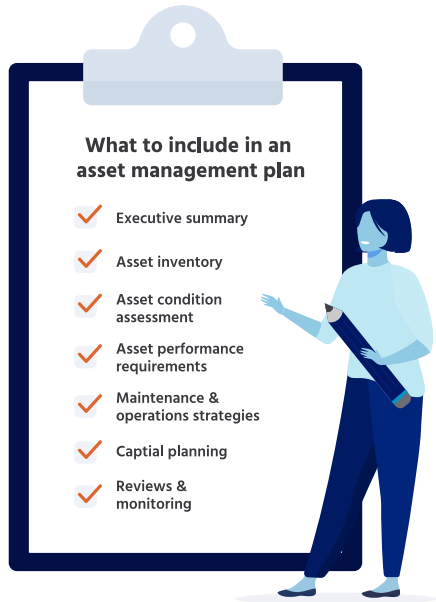 What to include in an
asset management plan
Executive summary
Asset inventory
Asset condition
assessment
Asset performance
requirements
Maintenance &
operations strategies
Captial planning
Reviews &
monitoring